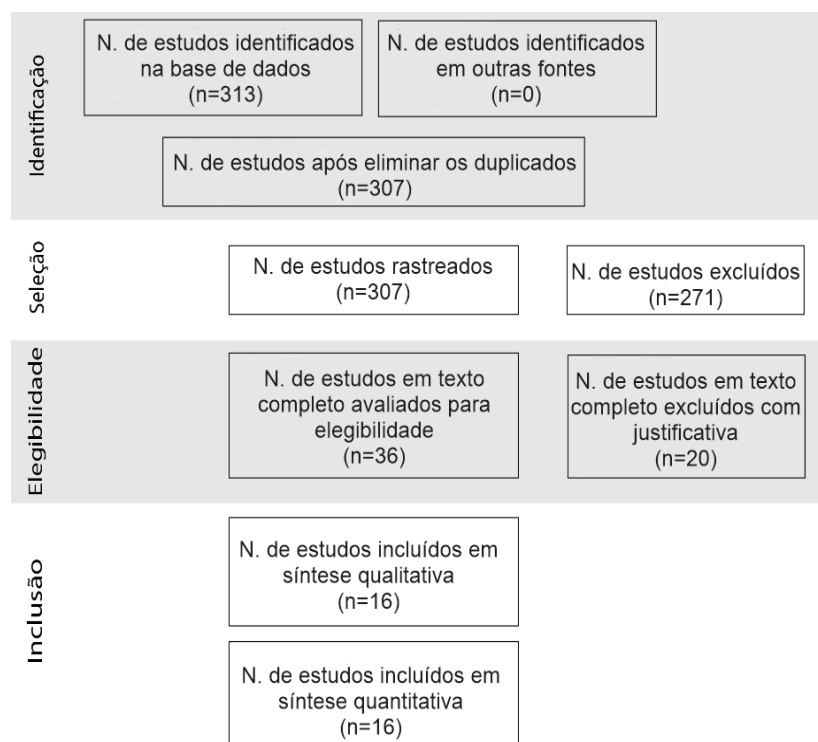 Identificação
N. de estudos identificados
na base de dados
(n=313)
N. de estudos identificados
em outras fontes
(n=0)
N. de estudos após eliminar os duplicados
(n=307)
Seleção
N. de estudos rastreados
(n=307)
N. de estudos excluídos
(n=271)
Elegibilidade
N. de estudos em texto
completo avaliados para
elegibilidade
(n=36)
N. de estudos em texto
completo excluídos com
justificativa
(n=20)
Inclusão
N. de estudos incluídos em
síntese qualitativa
(n=16)
N. de estudos incluídos em
síntese quantitativa
(n=16)